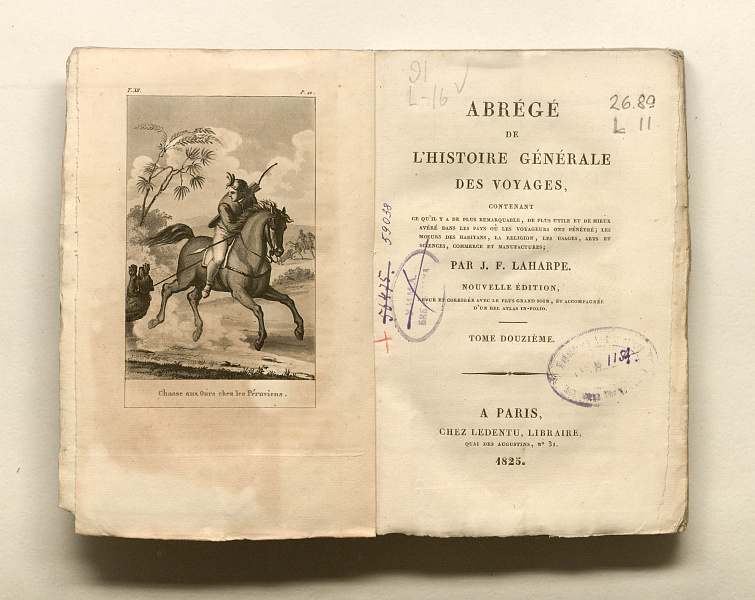 T. XII.
P. 40.
Chasse aux Ours chez les Péruviens.
91
L-16
26.89
L 11
ABRÉGÉ
DE
L'HISTOIRE GÉNÉRALE
DES VOYAGES,
CONTENANT
CE QU'IL Y A DE PLUS REMARQUABLE, DE PLUS UTILE ET DE MIEUX
AVÉRÉ DANS LES PAYS OU LES VOYAGEURS ONT PÉNÉTRÉ; LES
MOEURS DES HABITANS, LA RELIGION, LES USAGES, ARTS ET
SCIENCES, COMMERCE ET MANUFACTURES;
PAR J. F. LAHARPE.
NOUVELLE ÉDITION,
REVUE ET CORRIGÉE AVEC LE PLUS GRAND SOIN, ET ACCOMPAGNÉE
D'UN BEL ATLAS IN-FOLIO.
TOME DOUZIÈME.
59038
1154
A PARIS,
CHEZ LEDENTU, LIBRAIRE,
QUAI DES AUGUSTINS, N° 31.
1825.